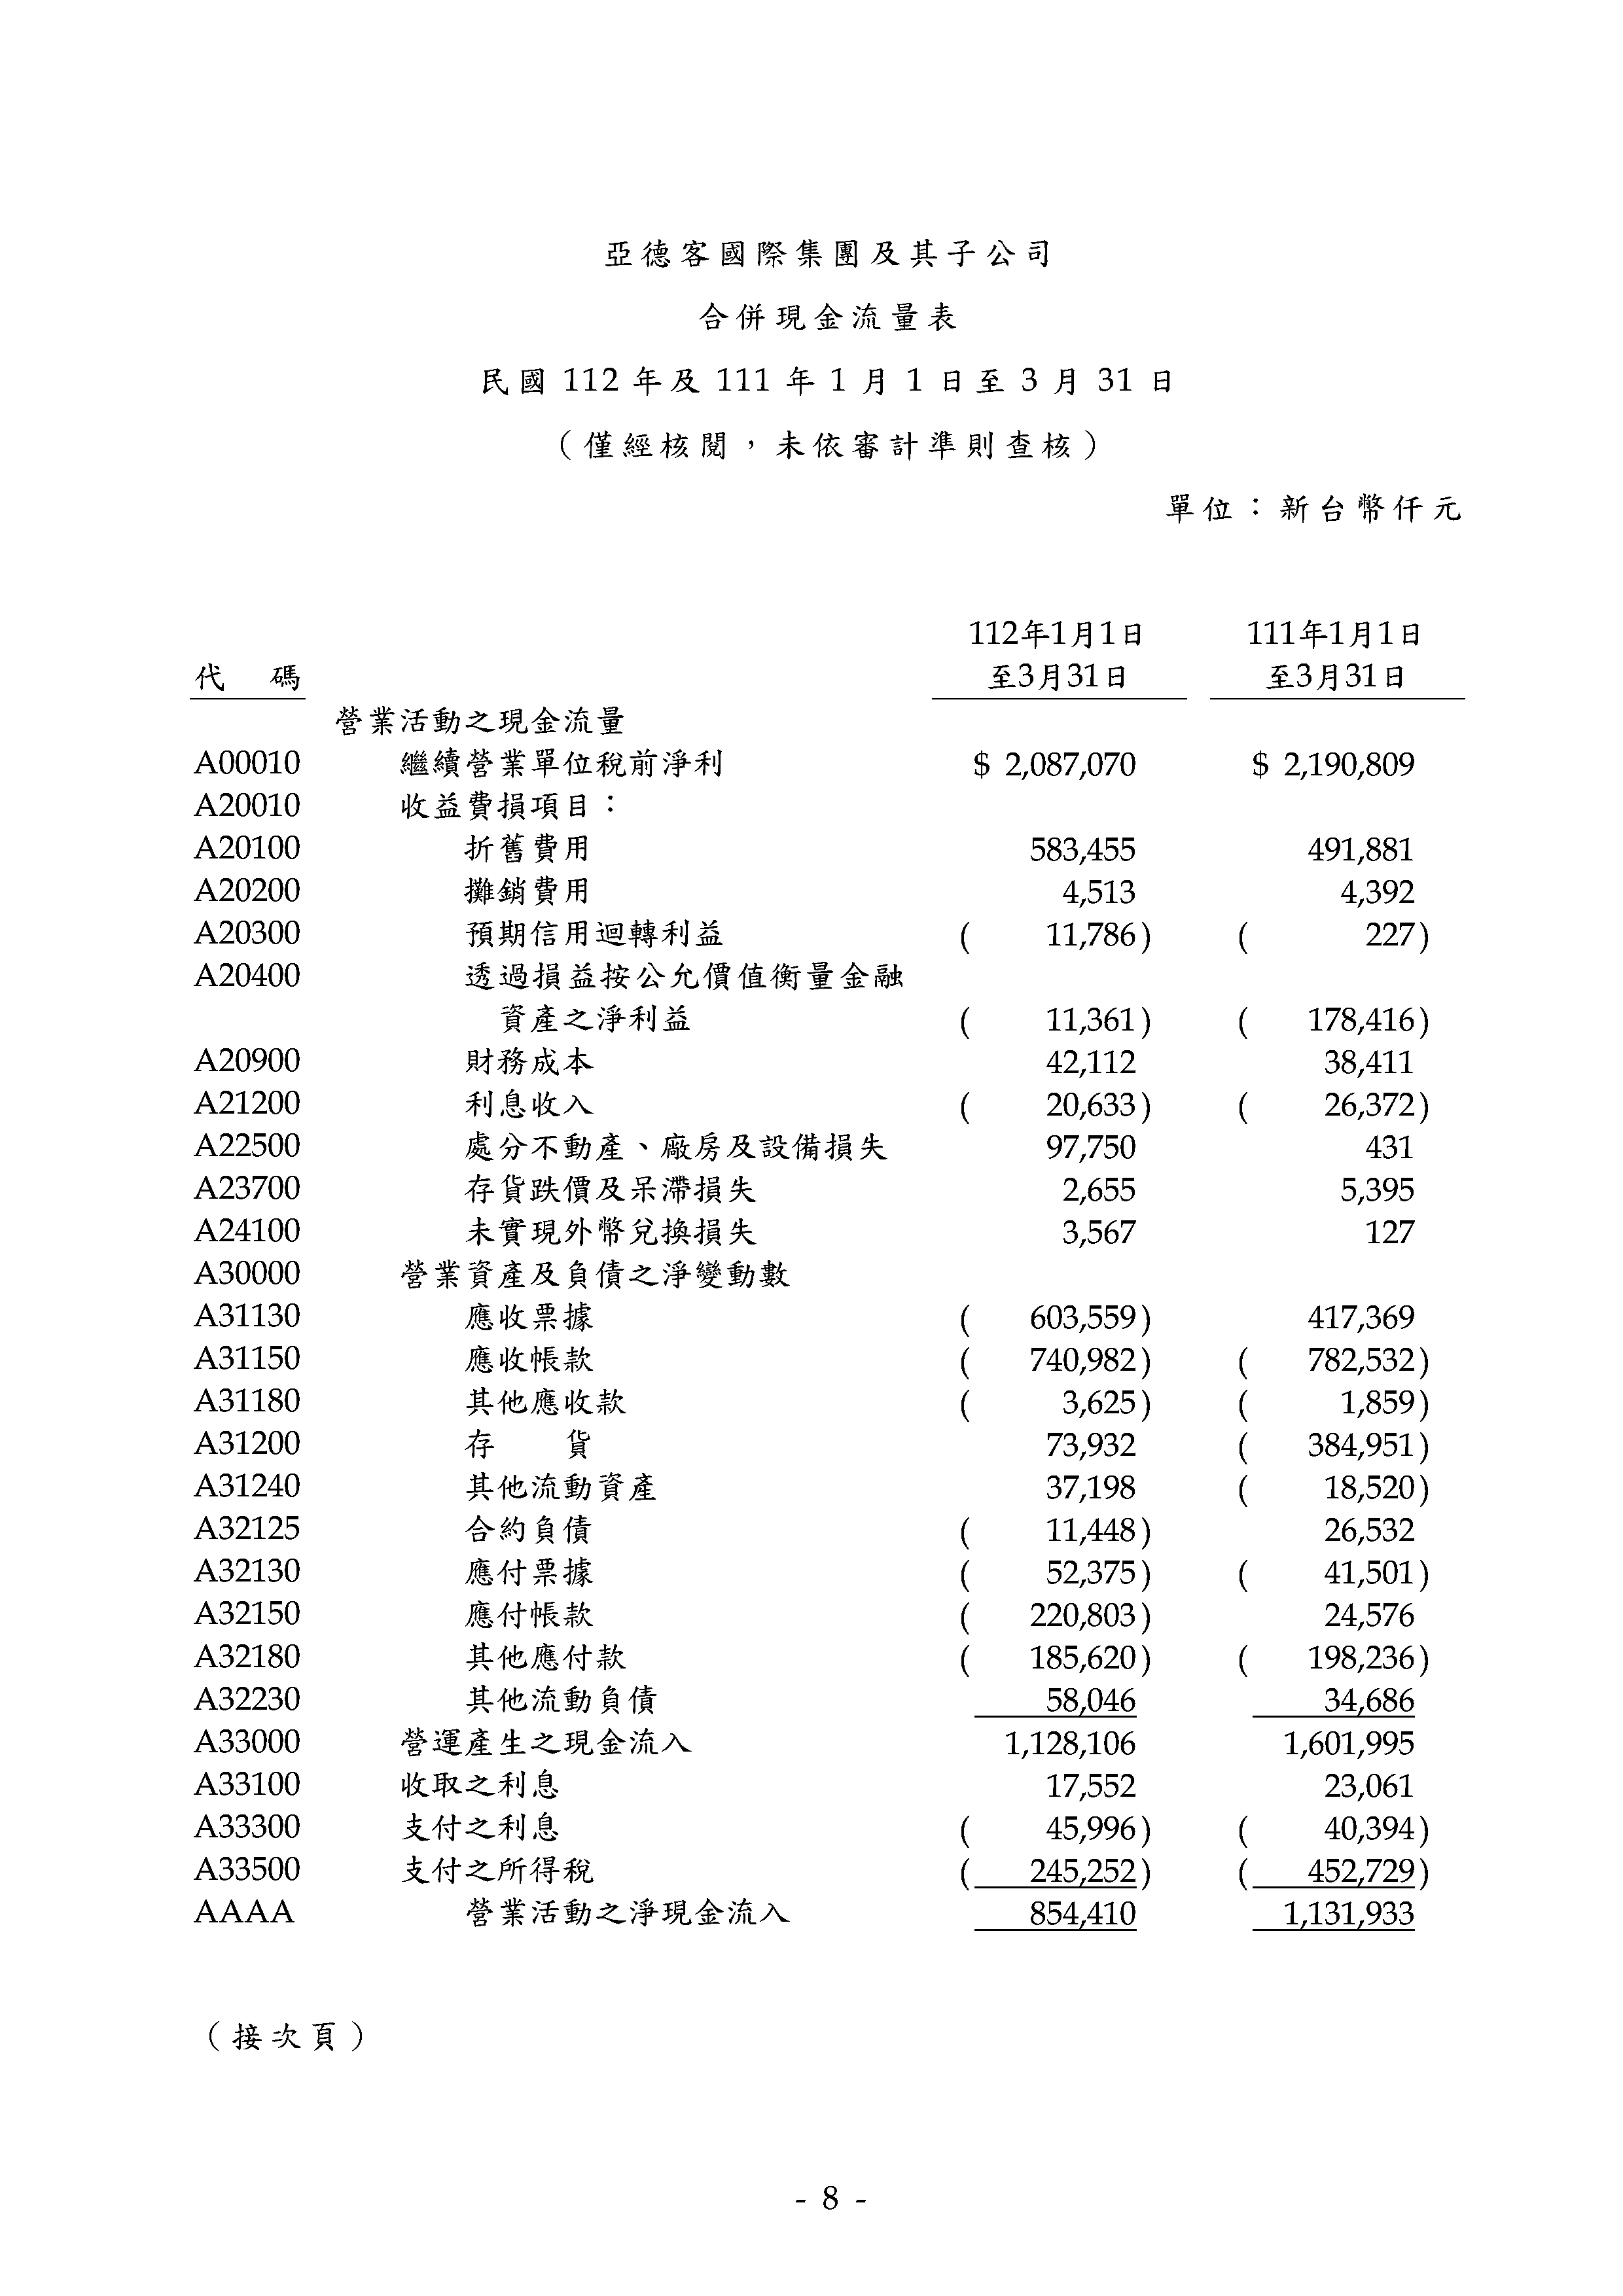 亞德客國際集團及其子公司
合併現金流量表
民國 112 年及 111 年 1 月 1 日至 3 月 31 日
（僅經核閱，未依審計準則查核）
單位：新台幣仟元
112年1月1日 111年1月1日
代 碼 至3月31日 至3月31日
營業活動之現金流量
A00010 繼續營業單位稅前淨利 $ 2,087,070 $ 2,190,809
A20010 收益費損項目：
A20100 折舊費用 583,455 491,881
A20200 攤銷費用 4,513 4,392
A20300 預期信用迴轉利益 ( 11,786) ( 227)
A20400 透過損益按公允價值衡量金融
資產之淨利益 ( 11,361) ( 178,416)
A20900 財務成本 42,112 38,411
A21200 利息收入 ( 20,633) ( 26,372)
A22500 處分不動產、廠房及設備損失 97,750 431
A23700 存貨跌價及呆滯損失 2,655 5,395
A24100 未實現外幣兌換損失 3,567 127
A30000 營業資產及負債之淨變動數
A31130 應收票據 ( 603,559) 417,369
A31150 應收帳款 ( 740,982) ( 782,532)
A31180 其他應收款 ( 3,625) ( 1,859)
A31200 存 貨 73,932 ( 384,951)
A31240 其他流動資產 37,198 ( 18,520)
A32125 合約負債 ( 11,448) 26,532
A32130 應付票據 ( 52,375) ( 41,501)
A32150 應付帳款 ( 220,803) 24,576
A32180 其他應付款 ( 185,620) ( 198,236)
A32230 其他流動負債 58,046 34,686
A33000 營運產生之現金流入 1,128,106 1,601,995
A33100 收取之利息 17,552 23,061
A33300 支付之利息 ( 45,996) ( 40,394)
A33500 支付之所得稅 ( 245,252) ( 452,729)
AAAA 營業活動之淨現金流入 854,410 1,131,933
（接次頁）
- 8 -